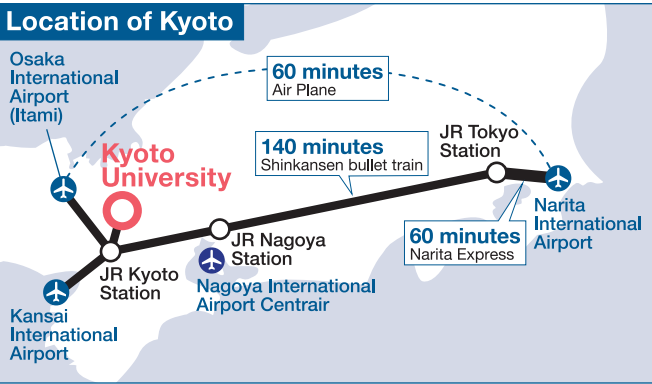 Location of Kyoto
Osaka
International
Airport
(Itami)
60 minutes
Air Plane
140 minutes
Shinkansen bullet train
JR Tokyo
Station
Kyoto
University
Narita
International
Airport
60 minutes
Narita Express
JR Nagoya
Station
JR Kyoto
Station
Nagoya International
Airport Centrair
Kansai
International
Airport